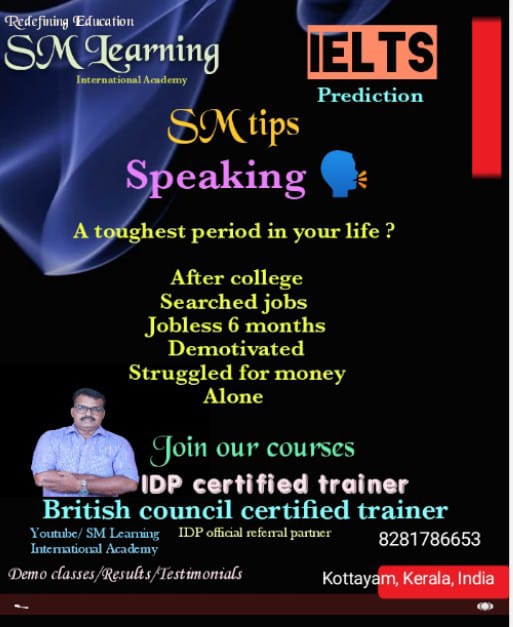 Redefining Education
SM Learning
International Academy
IELTS
Prediction
SM tips
Speaking
A toughest period in your life ?
After college
Searched jobs
Jobless 6 months
Demotivated
Struggled for money
Alone
Join our courses
IDP certified trainer
British council certified trainer
Youtube/ SM Learning
International Academy
IDP official referral partner
8281786653
Demo classes/Results/Testimonials
Kottayam, Kerala, India